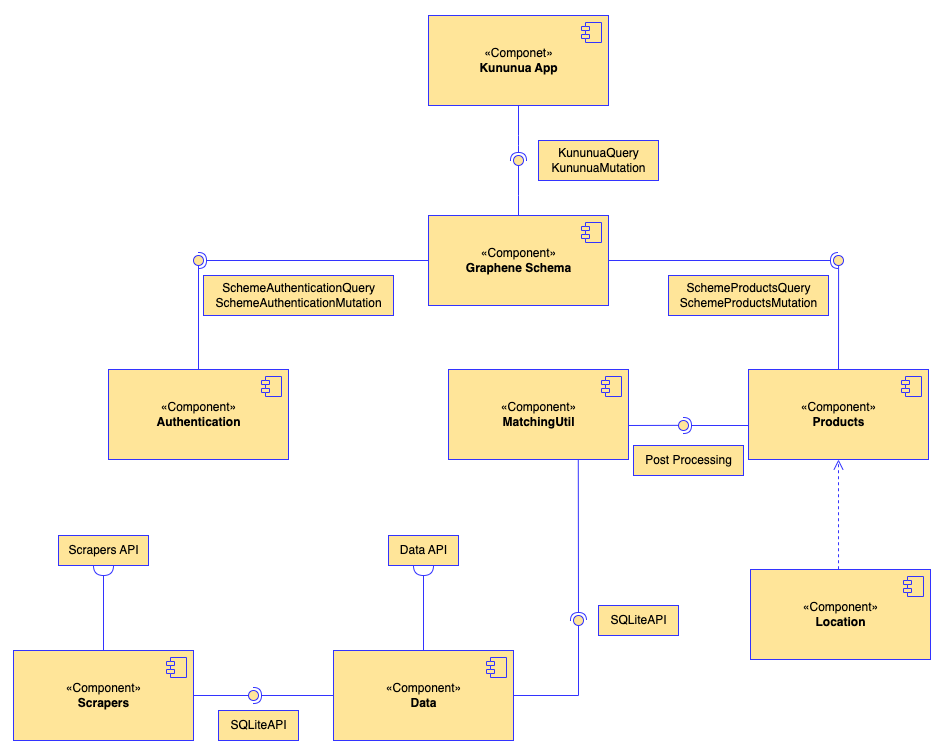 «Componet»
Kununua App
KununuaQuery
KununuaMutation
«Component»
Graphene Schema
SchemeAuthenticationQuery
SchemeAuthenticationMutation
SchemeProductsQuery
SchemeProductsMutation
«Component»
Authentication
«Component»
MatchingUtil
«Component»
Products
Post Processing
Scrapers API
Data API
«Component»
Location
SQLiteAPI
«Component»
Scrapers
«Component»
Data
SQLiteAPI